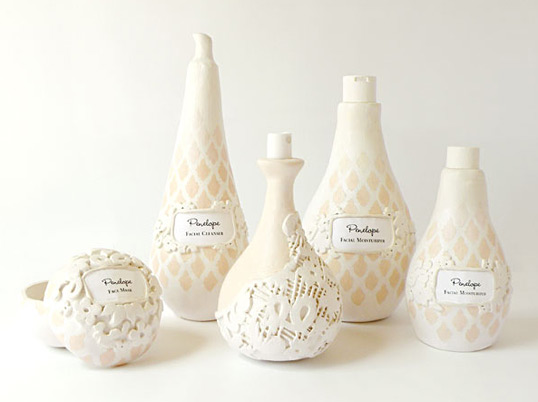 Penelope
Facial Cleanser
Penelope
Facial Moisturizer
Penelope
Facial Moisturizer
Penelope
Face Mask